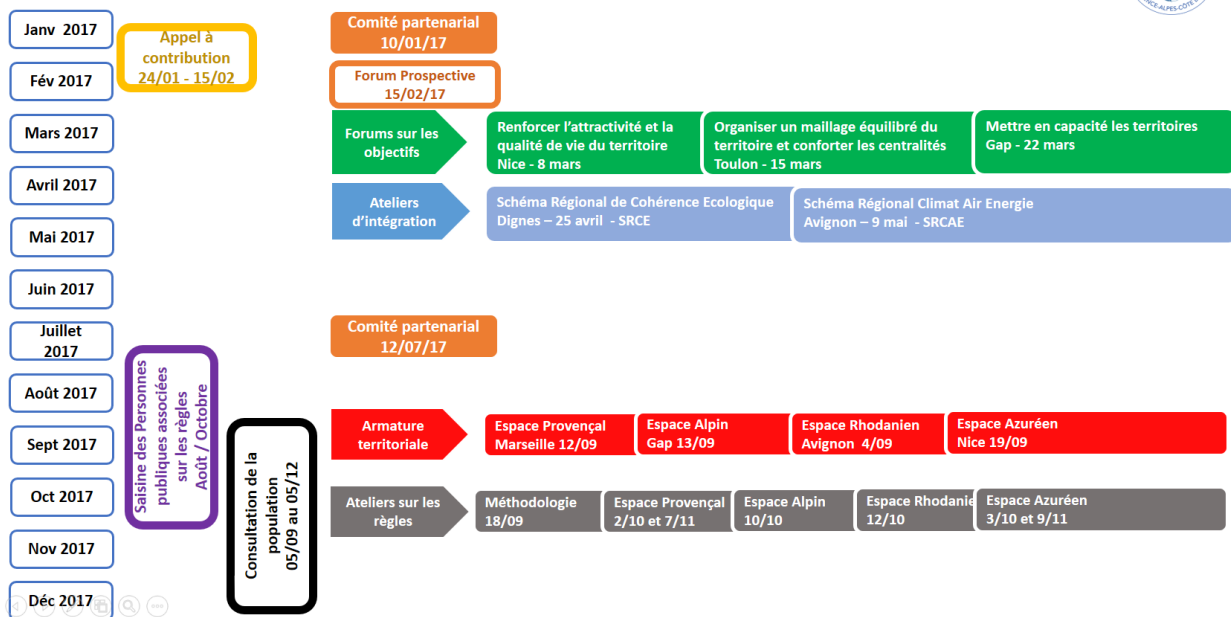 NCE-ALPES-CÔTE
Janv 2017
Fév 2017
Mars 2017
Avril 2017
Mai 2017
Juin 2017
Juillet
2017
Août 2017
Sept 2017
Oct 2017
Nov 2017
Déc 2017
Appel à
contribution
24/01 - 15/02
Saisine des Personnes
publiques associées
sur les règles
Août / Octobre
Consultation de la
population
05/09 au 05/12
Comité partenarial
10/01/17
Forum Prospective
15/02/17
Forums sur les
objectifs
Renforcer l'attractivité et la
qualité de vie du territoire
Nice - 8 mars
Organiser un maillage équilibré du
territoire et conforter les centralités
Toulon - 15 mars
Mettre en capacité les territoires
Gap - 22 mars
Ateliers
d'intégration
Schéma Régional de Cohérence Ecologique
Dignes – 25 avril - SRCE
Schéma Régional Climat Air Energie
Avignon – 9 mai - SRCAE
Comité partenarial
12/07/17
Armature
territoriale
Espace Provençal
Marseille 12/09
Espace Alpin
Gap 13/09
Espace Rhodanien
Avignon 4/09
Espace Azuréen
Nice 19/09
Ateliers sur les
règles
Méthodologie
18/09
Espace Provençal
2/10 et 7/11
Espace Alpin
10/10
Espace Rhodanie
12/10
Espace Azuréen
3/10 et 9/11